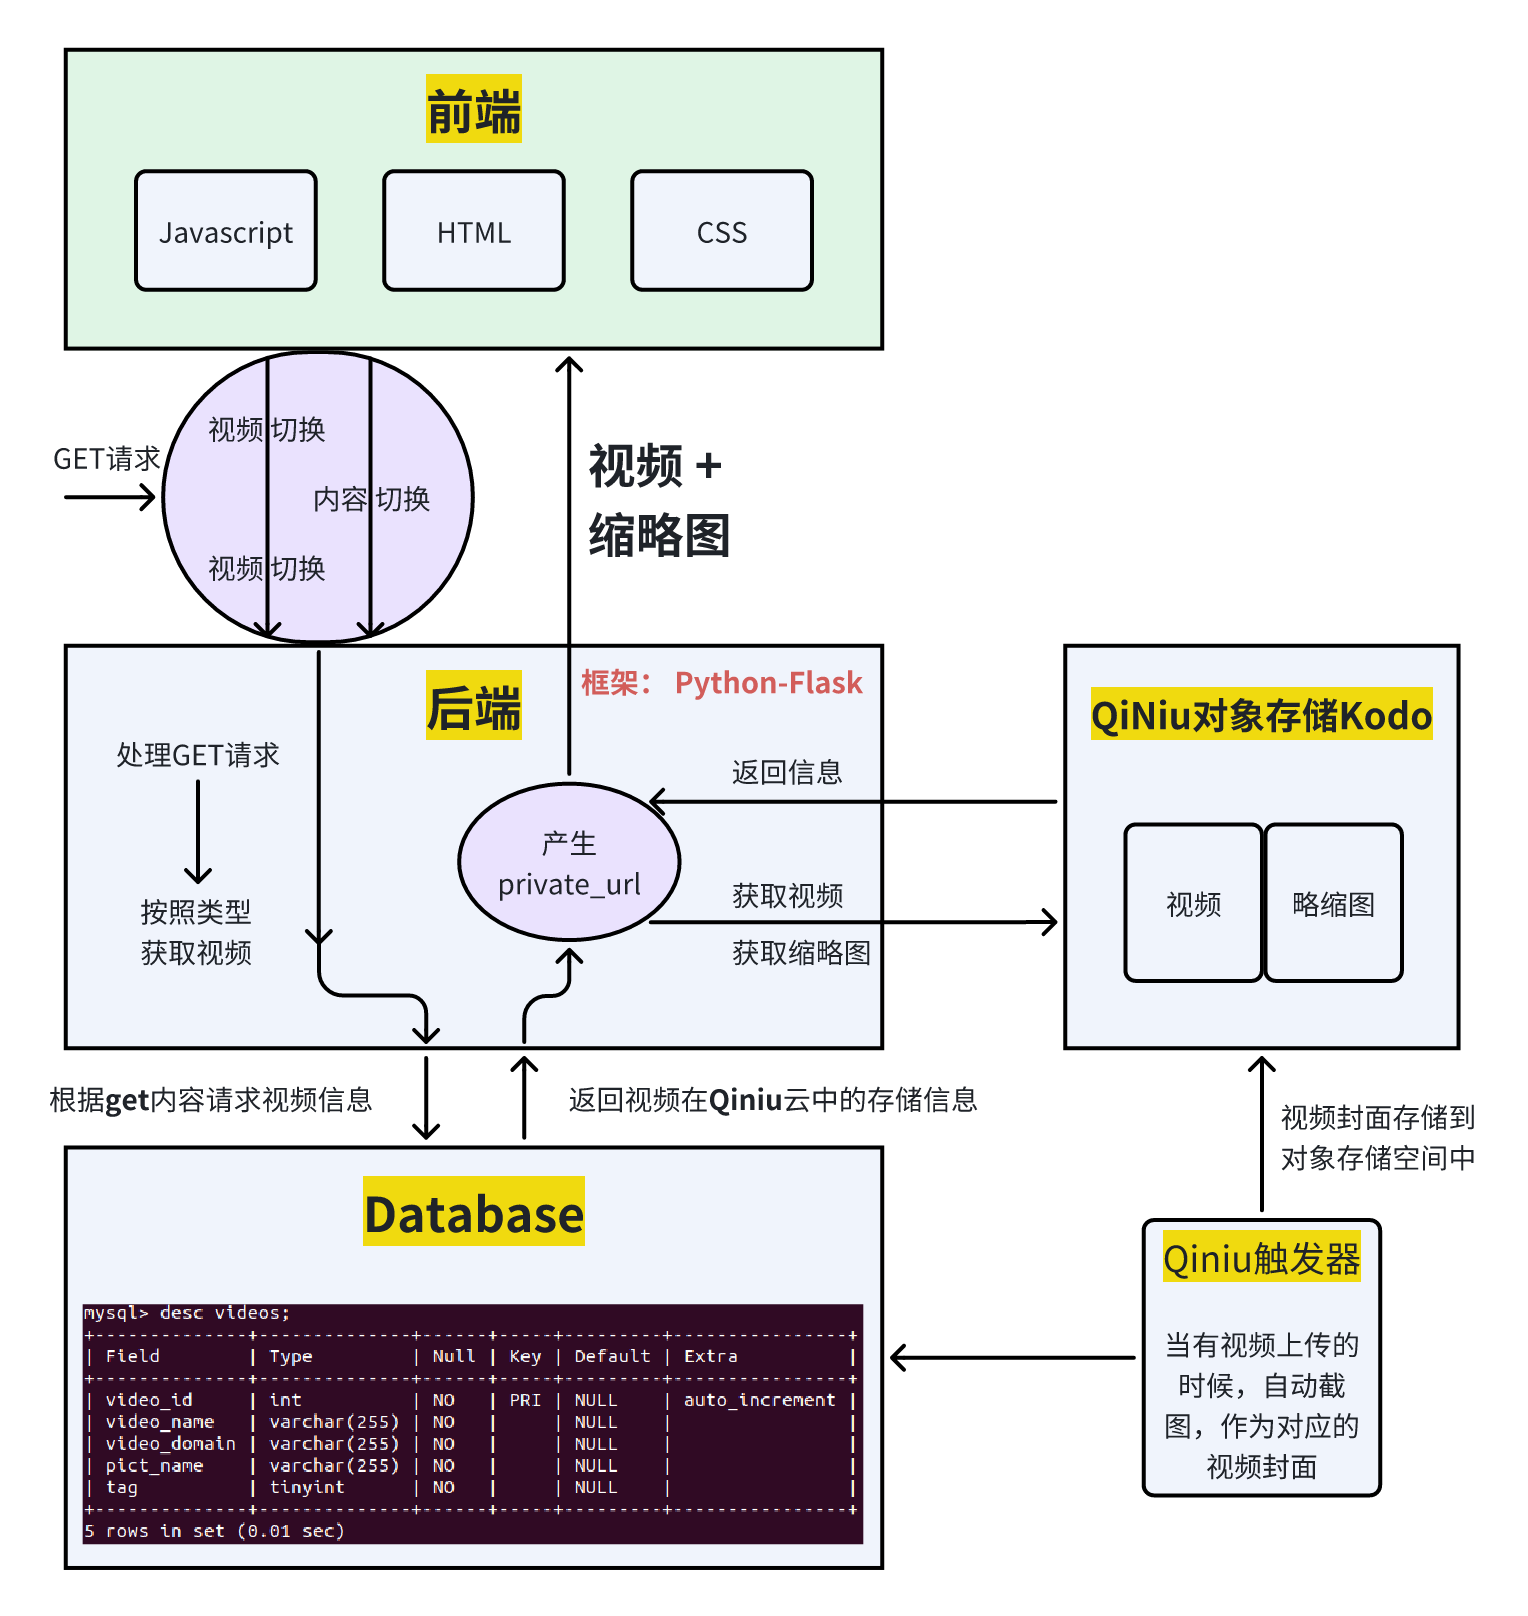 前端
Javascript
HTML
CSS
视频 切换
GET请求
内容 切换
视频 切换
视频 +
缩略图
后端
框架： Python-Flask
处理GET请求
按照类型
获取视频
产生
private_url
返回信息
获取视频
获取缩略图
QiNiu对象存储Kodo
视频
略缩图
根据get内容请求视频信息
返回视频在Qiniu云中的存储信息
视频封面存储到
对象存储空间中
Database
mysql> desc videos;
+--------------+--------------+------+-----+---------+----------------+
| Field        | Type         | Null | Key | Default | Extra          |
+--------------+--------------+------+-----+---------+----------------+
| video_id     | int          | NO   | PRI | NULL    | auto_increment |
| video_name   | varchar(255) | NO   |     | NULL    |                |
| video_domain | varchar(255) | NO   |     | NULL    |                |
| pict_name    | varchar(255) | NO   |     | NULL    |                |
| tag          | tinyint      | NO   |     | NULL    |                |
+--------------+--------------+------+-----+---------+----------------+
5 rows in set (0.01 sec)
Qiniu触发器
当有视频上传的
时候，自动截
图，作为对应的
视频封面